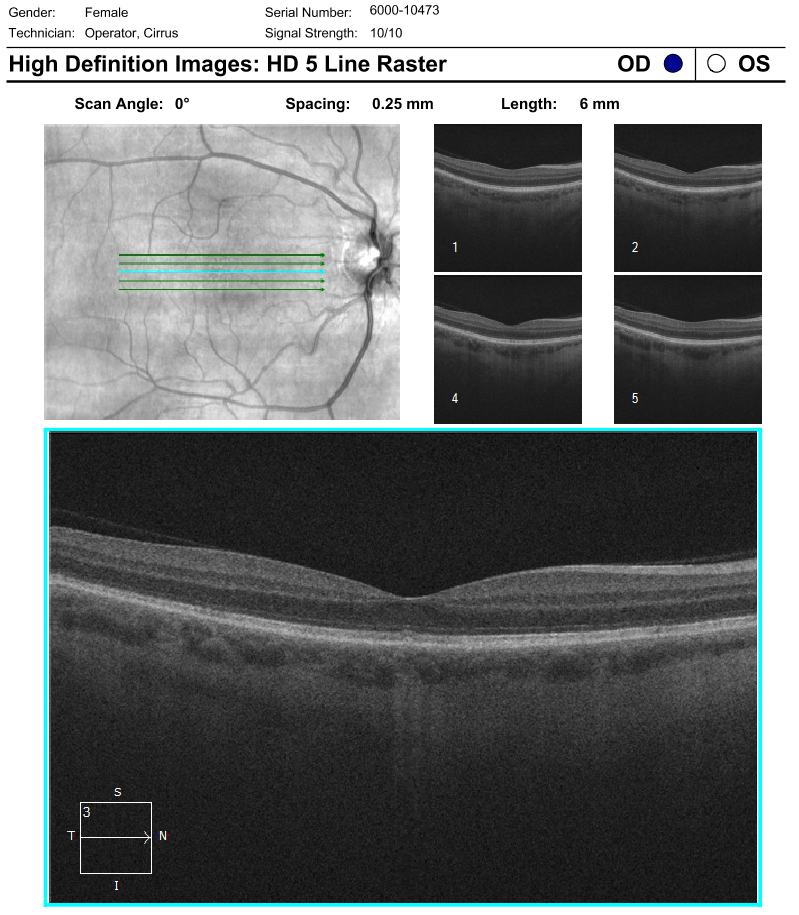 Gender: Female Serial Number: 6000-10473
Technician: Operator, Cirrus Signal Strength: 10/10
High Definition Images: HD 5 Line Raster OD OS
Scan Angle: 0° Spacing: 0.25 mm Length: 6 mm
1 2
4 5
S
3
T N
I